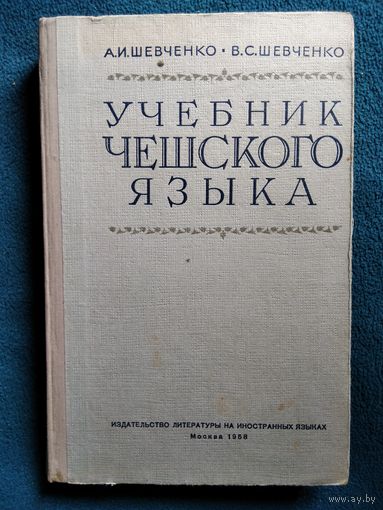 А.И.ШЕВЧЕНКО • В.С.ШЕВЧЕНКО
УЧЕБНИК
ЧЕШСКОГО
ЯЗЫКА
ИЗДАТЕЛЬСТВО ЛИТЕРАТУРЫ НА ИНОСТРАННЫХ ЯЗЫКАХ
Москва 1958
www.ay.by